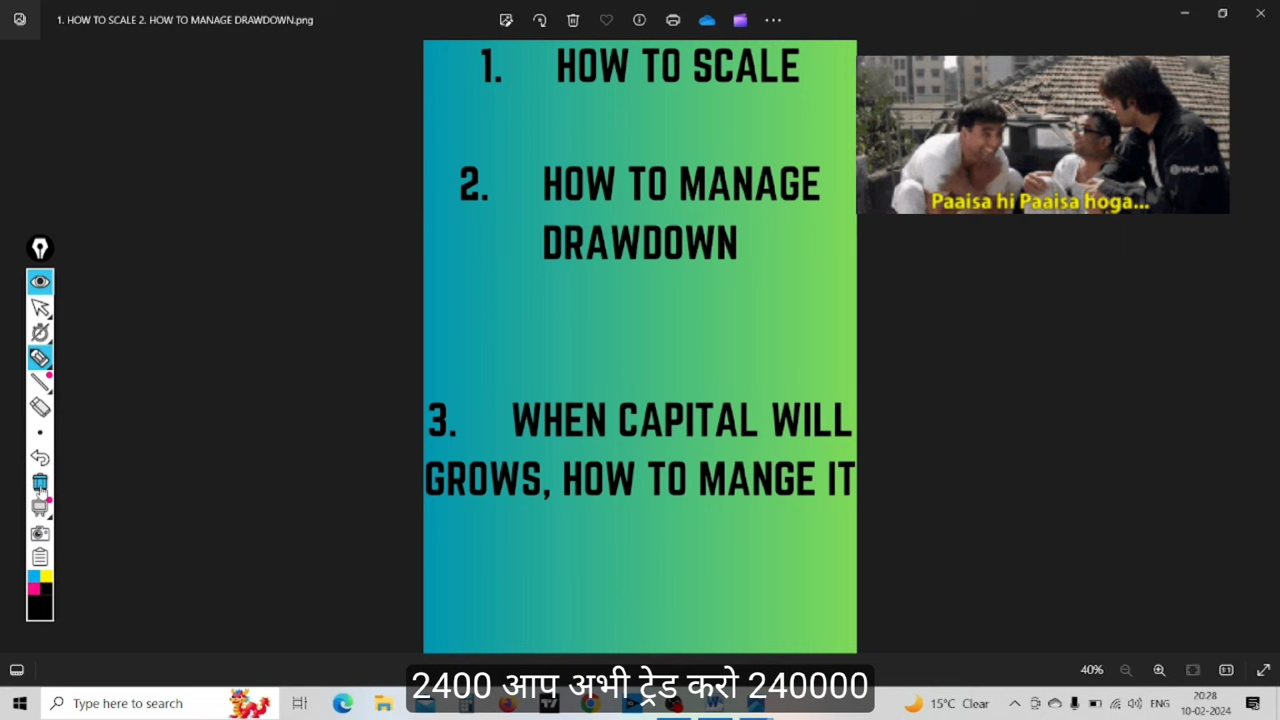 1. HOW TO SCALE 2. HOW TO MANAGE DRAWDOWN.png
1. HOW TO SCALE
2. HOW TO MANAGE
DRAWDOWN
3. WHEN CAPITAL WILL
GROWS, HOW TO MANGE IT
@newt_sch
Paaisa hi Paaisa hoga...
2400 आप अभी ट्रेड करो 240000
40%
Type here to search
15°C Clear
ENG
20:28
10-02-2024